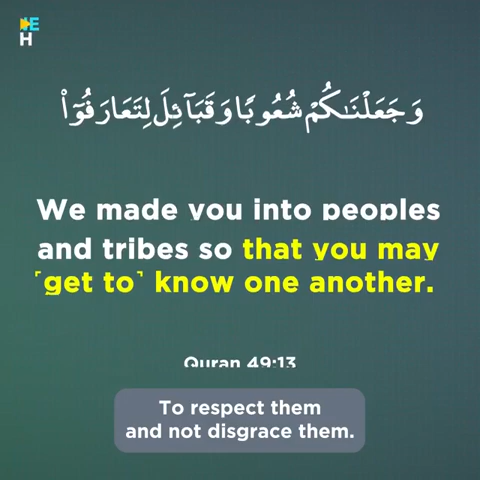 EH
وَجَعَلْنَـٰكُمْ شُعُوبًا وَقَبَآئِلَ لِتَعَارَفُوٓا۟
We made you into peoples
and tribes so that you may
˹get to˺ know one another.
Quran 49:13
To respect them
and not disgrace them.